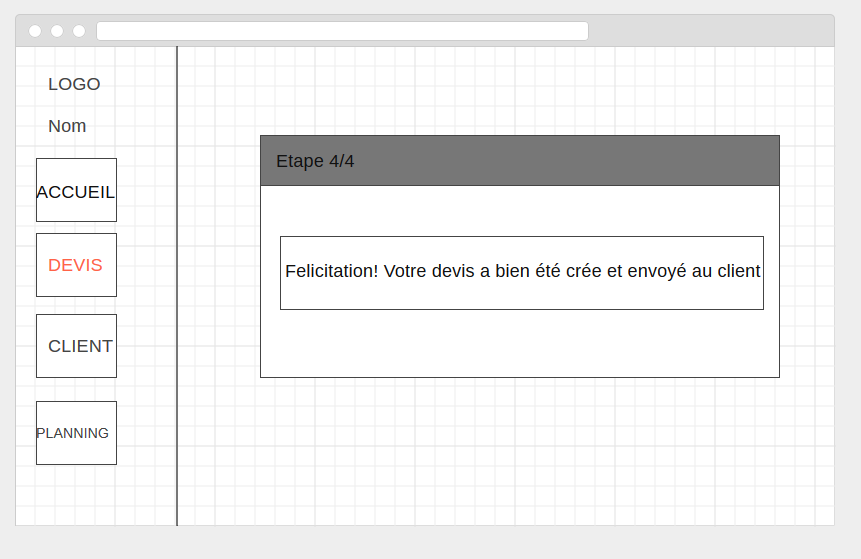 LOGO
Nom
ACCUEIL
DEVIS
CLIENT
PLANNING
Etape 4/4
Felicitation! Votre devis a bien été crée et envoyé au client